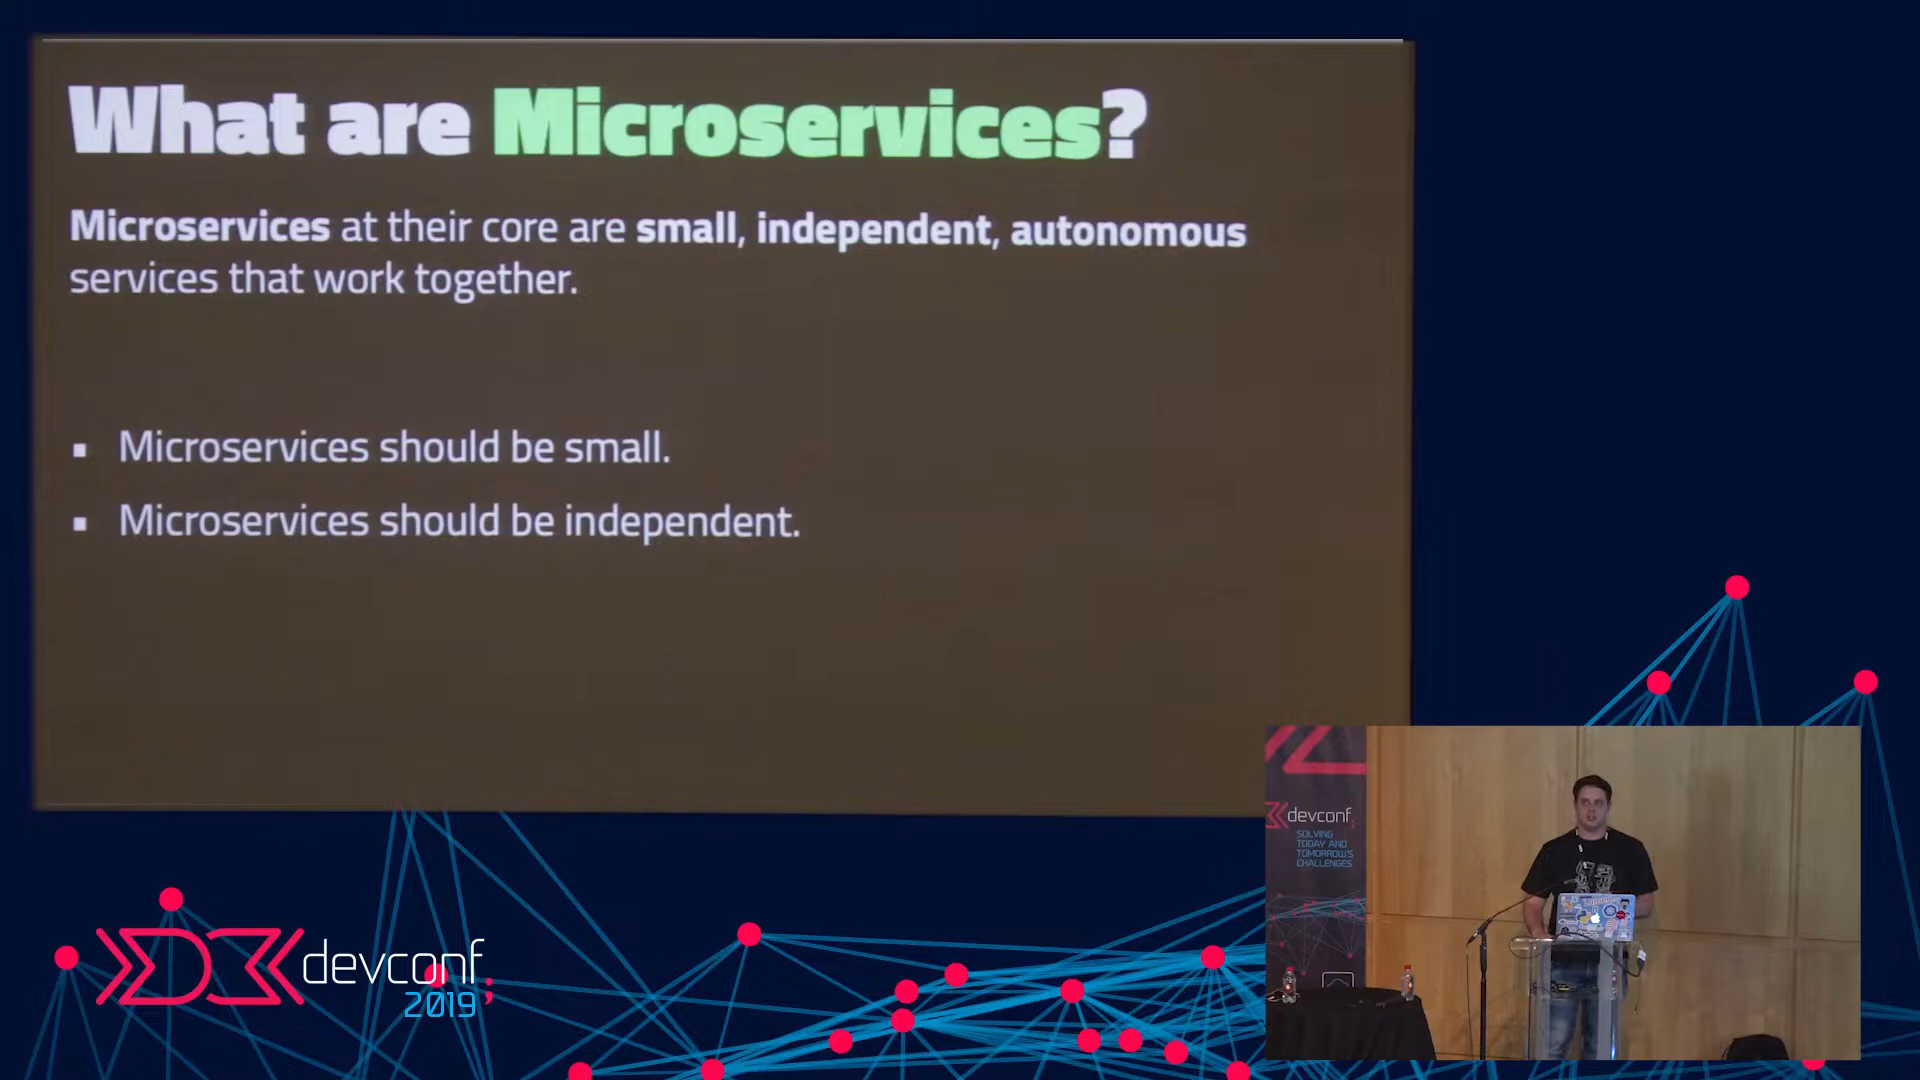 What are Microservices?
Microservices at their core are small, independent, autonomous
services that work together.
▪ Microservices should be small.
▪ Microservices should be independent.
devconf;
2019
devconf;
SOLVING
TODAY AND
TOMORROW'S
CHALLENGES